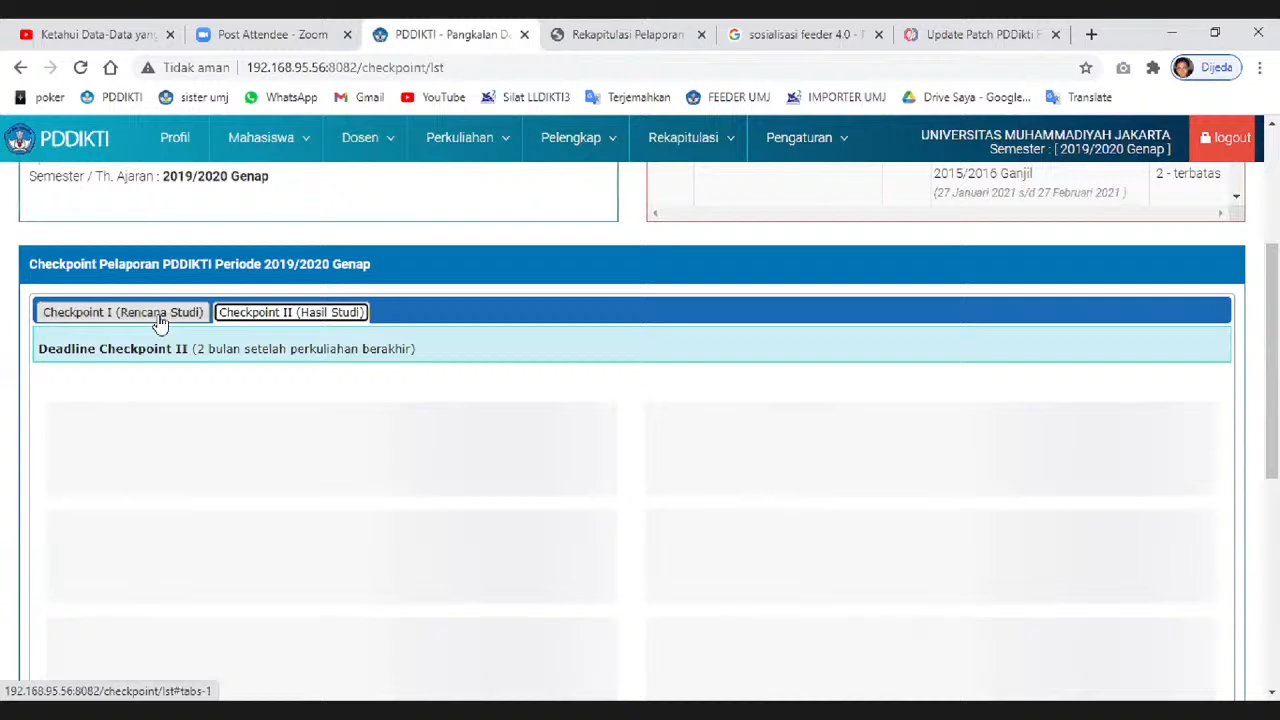 Ketahui Data-Data yang
Post Attendee - Zoom
PDDIKTI - Pangkalan D
Rekapitulasi Pelaporan
sosialisasi feeder 4.0 -
Update Patch PDDikti F
Tidak aman
192.168.95.56:8082/checkpoint/lst
Dijeda
poker
PDDIKTI
sister umj
WhatsApp
Gmail
YouTube
Silat LLDIKTI3
Terjemahkan
FEEDER UMJ
IMPORTER UMJ
Drive Saya - Google...
Translate
PDDIKTI
Profil
Mahasiswa
Dosen
Perkuliahan
Pelengkap
Rekapitulasi
Pengaturan
UNIVERSITAS MUHAMMADIYAH JAKARTA
Semester : [ 2019/2020 Genap ]
logout
Semester / Th. Ajaran : 2019/2020 Genap
2015/2016 Ganjil
(27 Januari 2021 s/d 27 Februari 2021 )
2 - terbatas
Checkpoint Pelaporan PDDIKTI Periode 2019/2020 Genap
Checkpoint I (Rencana Studi)
Checkpoint II (Hasil Studi)
Deadline Checkpoint II (2 bulan setelah perkuliahan berakhir)
192.168.95.56:8082/checkpoint/lst#tabs-1